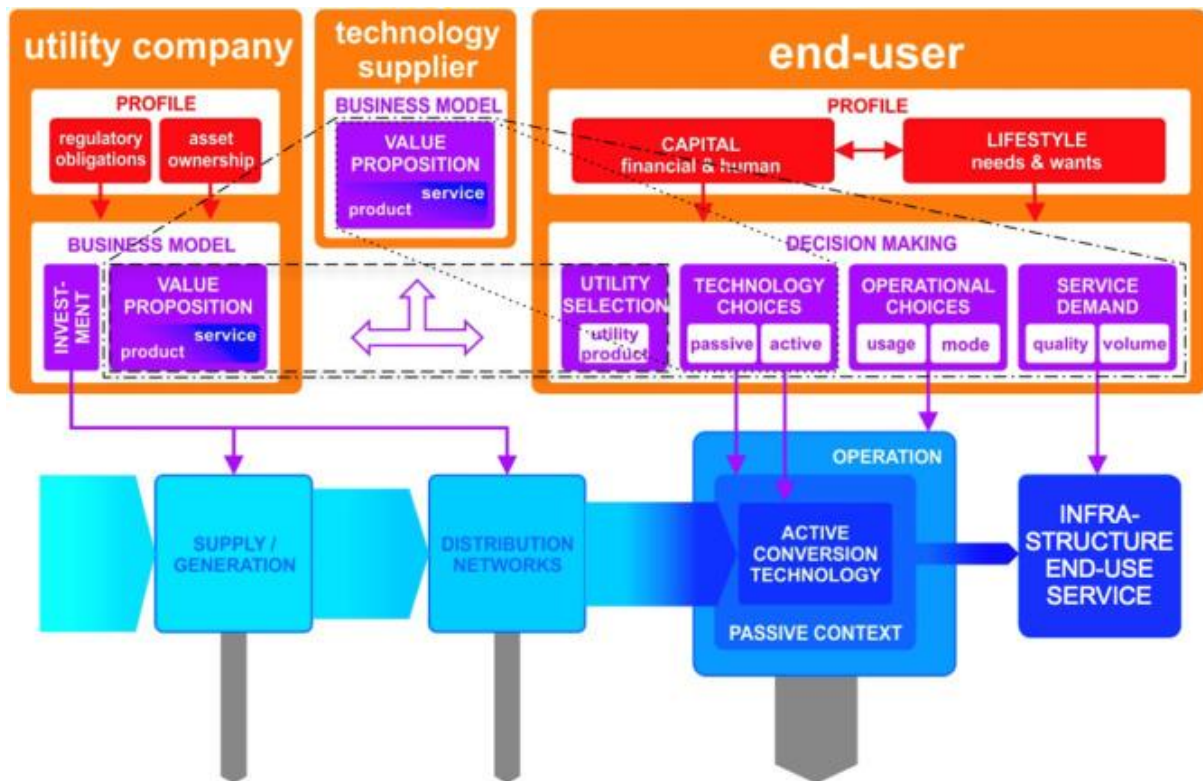 utility company
PROFILE
regulatory
obligations
asset
ownership
BUSINESS MODEL
INVEST-
MENT
VALUE
PROPOSITION
service
product
technology
supplier
BUSINESS MODEL
VALUE
PROPOSITION
service
product
end-user
PROFILE
CAPITAL
financial & human
LIFESTYLE
needs & wants
DECISION MAKING
UTILITY
SELECTION
utility
product
TECHNOLOGY
CHOICES
passive
active
OPERATIONAL
CHOICES
usage
mode
SERVICE
DEMAND
quality
volume
SUPPLY /
GENERATION
DISTRIBUTION
NETWORKS
OPERATION
ACTIVE
CONVERSION
TECHNOLOGY
PASSIVE CONTEXT
INFRA-
STRUCTURE
END-USE
SERVICE